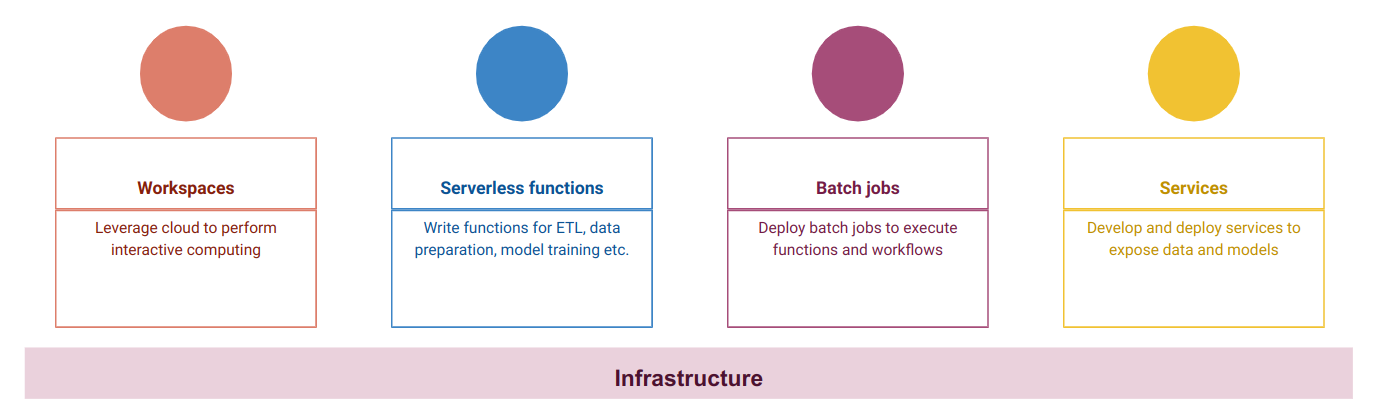 Workspaces
Leverage cloud to perform
interactive computing
Serverless functions
Write functions for ETL, data
preparation, model training etc.
Batch jobs
Deploy batch jobs to execute
functions and workflows
Services
Develop and deploy services to
expose data and models
Infrastructure